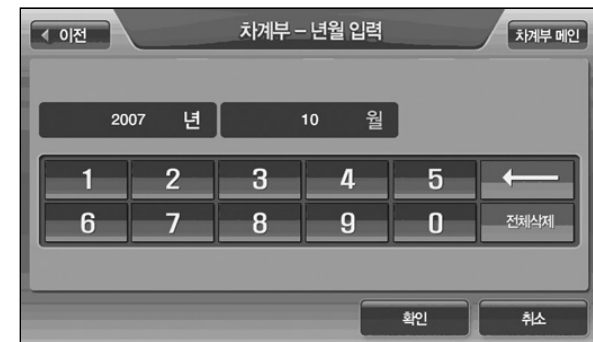 이전 차계부 – 년월 입력 차계부 메인
2007 년 10 월
1 2 3 4 5 ←
6 7 8 9 0 전체삭제
확인 취소